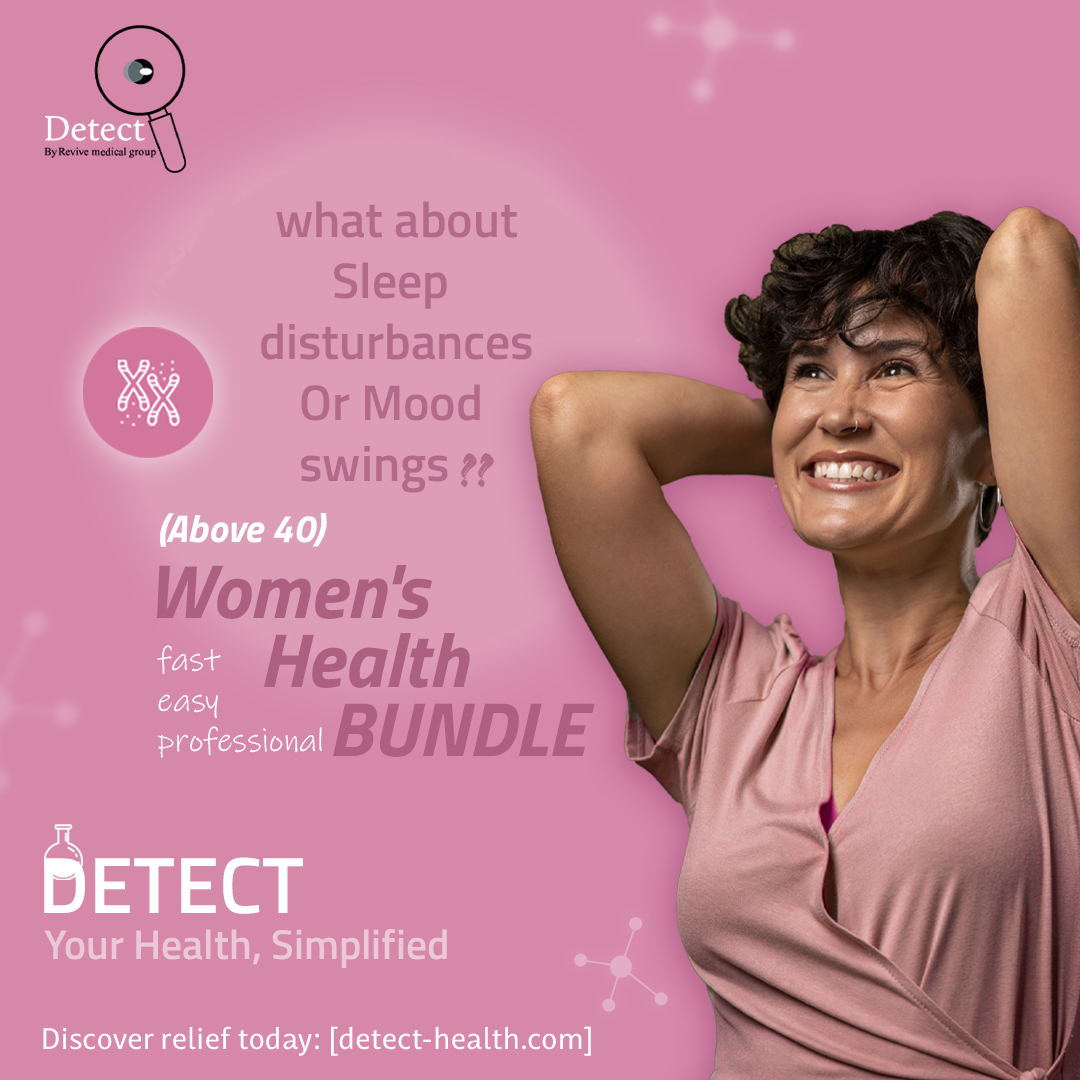 Detect
By Revive medical group
what about
Sleep
disturbances
Or Mood
swings ??
(Above 40)
Women's
Health
BUNDLE
fast
easy
professional
DETECT
Your Health, Simplified
Discover relief today: [detect-health.com]